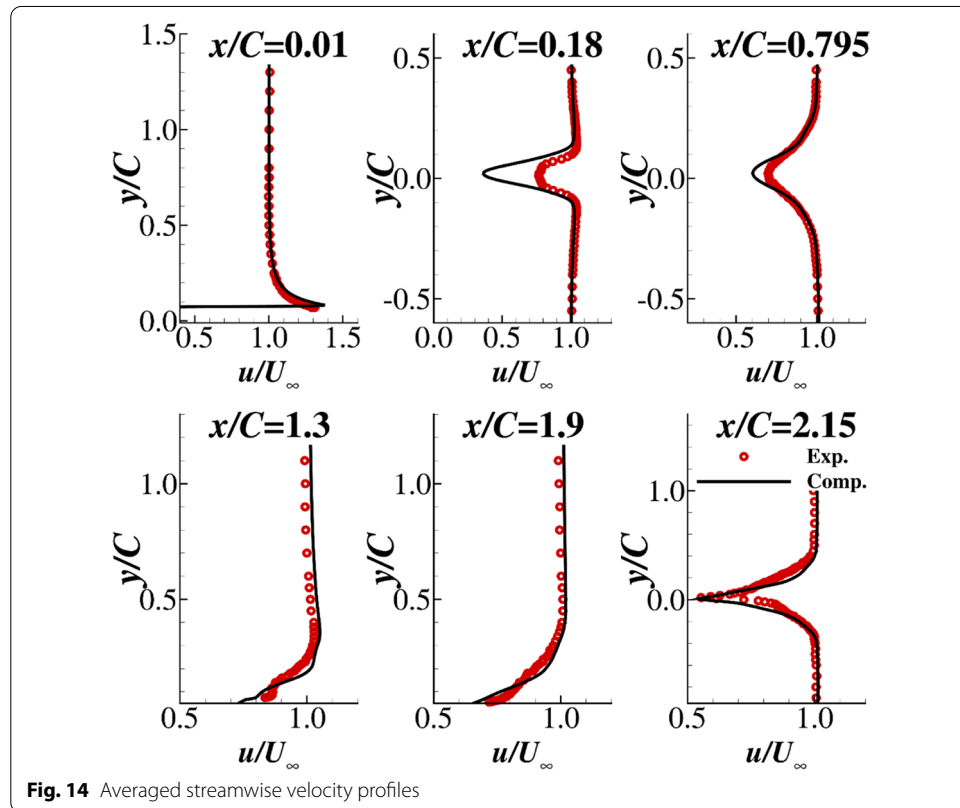 x/C=0.01
x/C=0.18
x/C=0.795
1.5
1.0
0.5
0.0
y/C
0.5 1.0 1.5
u/U∞
0.5
0.0
-0.5
y/C
0.0 0.5 1.0
u/U∞
0.5
0.0
-0.5
y/C
0.5 1.0
u/U∞
x/C=1.3
x/C=1.9
x/C=2.15
1.0
0.5
y/C
0.5 1.0
u/U∞
1.0
0.5
y/C
0.5 1.0
u/U∞
Exp.
Comp.
1.0
0.0
y/C
0.5 1.0
u/U∞
Fig. 14 Averaged streamwise velocity profiles